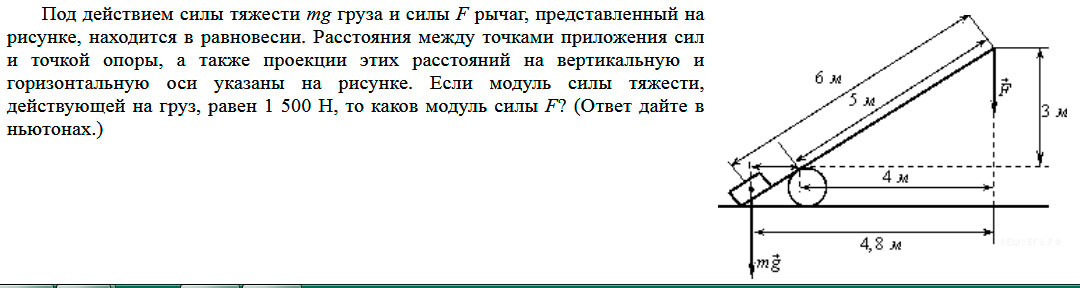 Под действием силы тяжести mg груза и силы F рычаг, представленный на
рисунке, находится в равновесии. Расстояния между точками приложения сил
и точкой опоры, а также проекции этих расстояний на вертикальную и
горизонтальную оси указаны на рисунке. Если модуль силы тяжести,
действующей на груз, равен 1 500 Н, то каков модуль силы F? (Ответ дайте в
ньютонах.)
6 м
5 м
F
3 м
4 м
4,8 м
mg